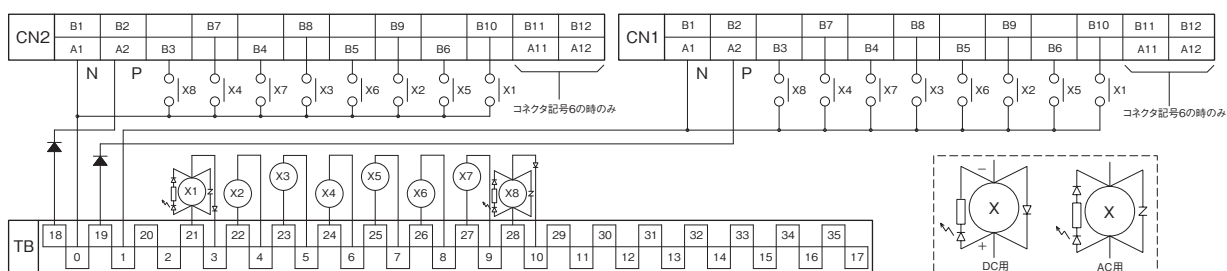 CN2 B1 B2 B7 B8 B9 B10 B11 B12
A1 A2 B3 B4 B5 B6 A11 A12
N P X8 X4 X7 X3 X6 X2 X5 X1
コネクタ記号6の時のみ
CN1 B1 B2 B7 B8 B9 B10 B11 B12
A1 A2 B3 B4 B5 B6 A11 A12
N P X8 X4 X7 X3 X6 X2 X5 X1
コネクタ記号6の時のみ
X1 X2 X3 X4 X5 X6 X7 X8
TB 18 19 20 21 22 23 24 25 26 27 28 29 30 31 32 33 34 35
0 1 2 3 4 5 6 7 8 9 10 11 12 13 14 15 16 17
− X +
DC用
X
AC用